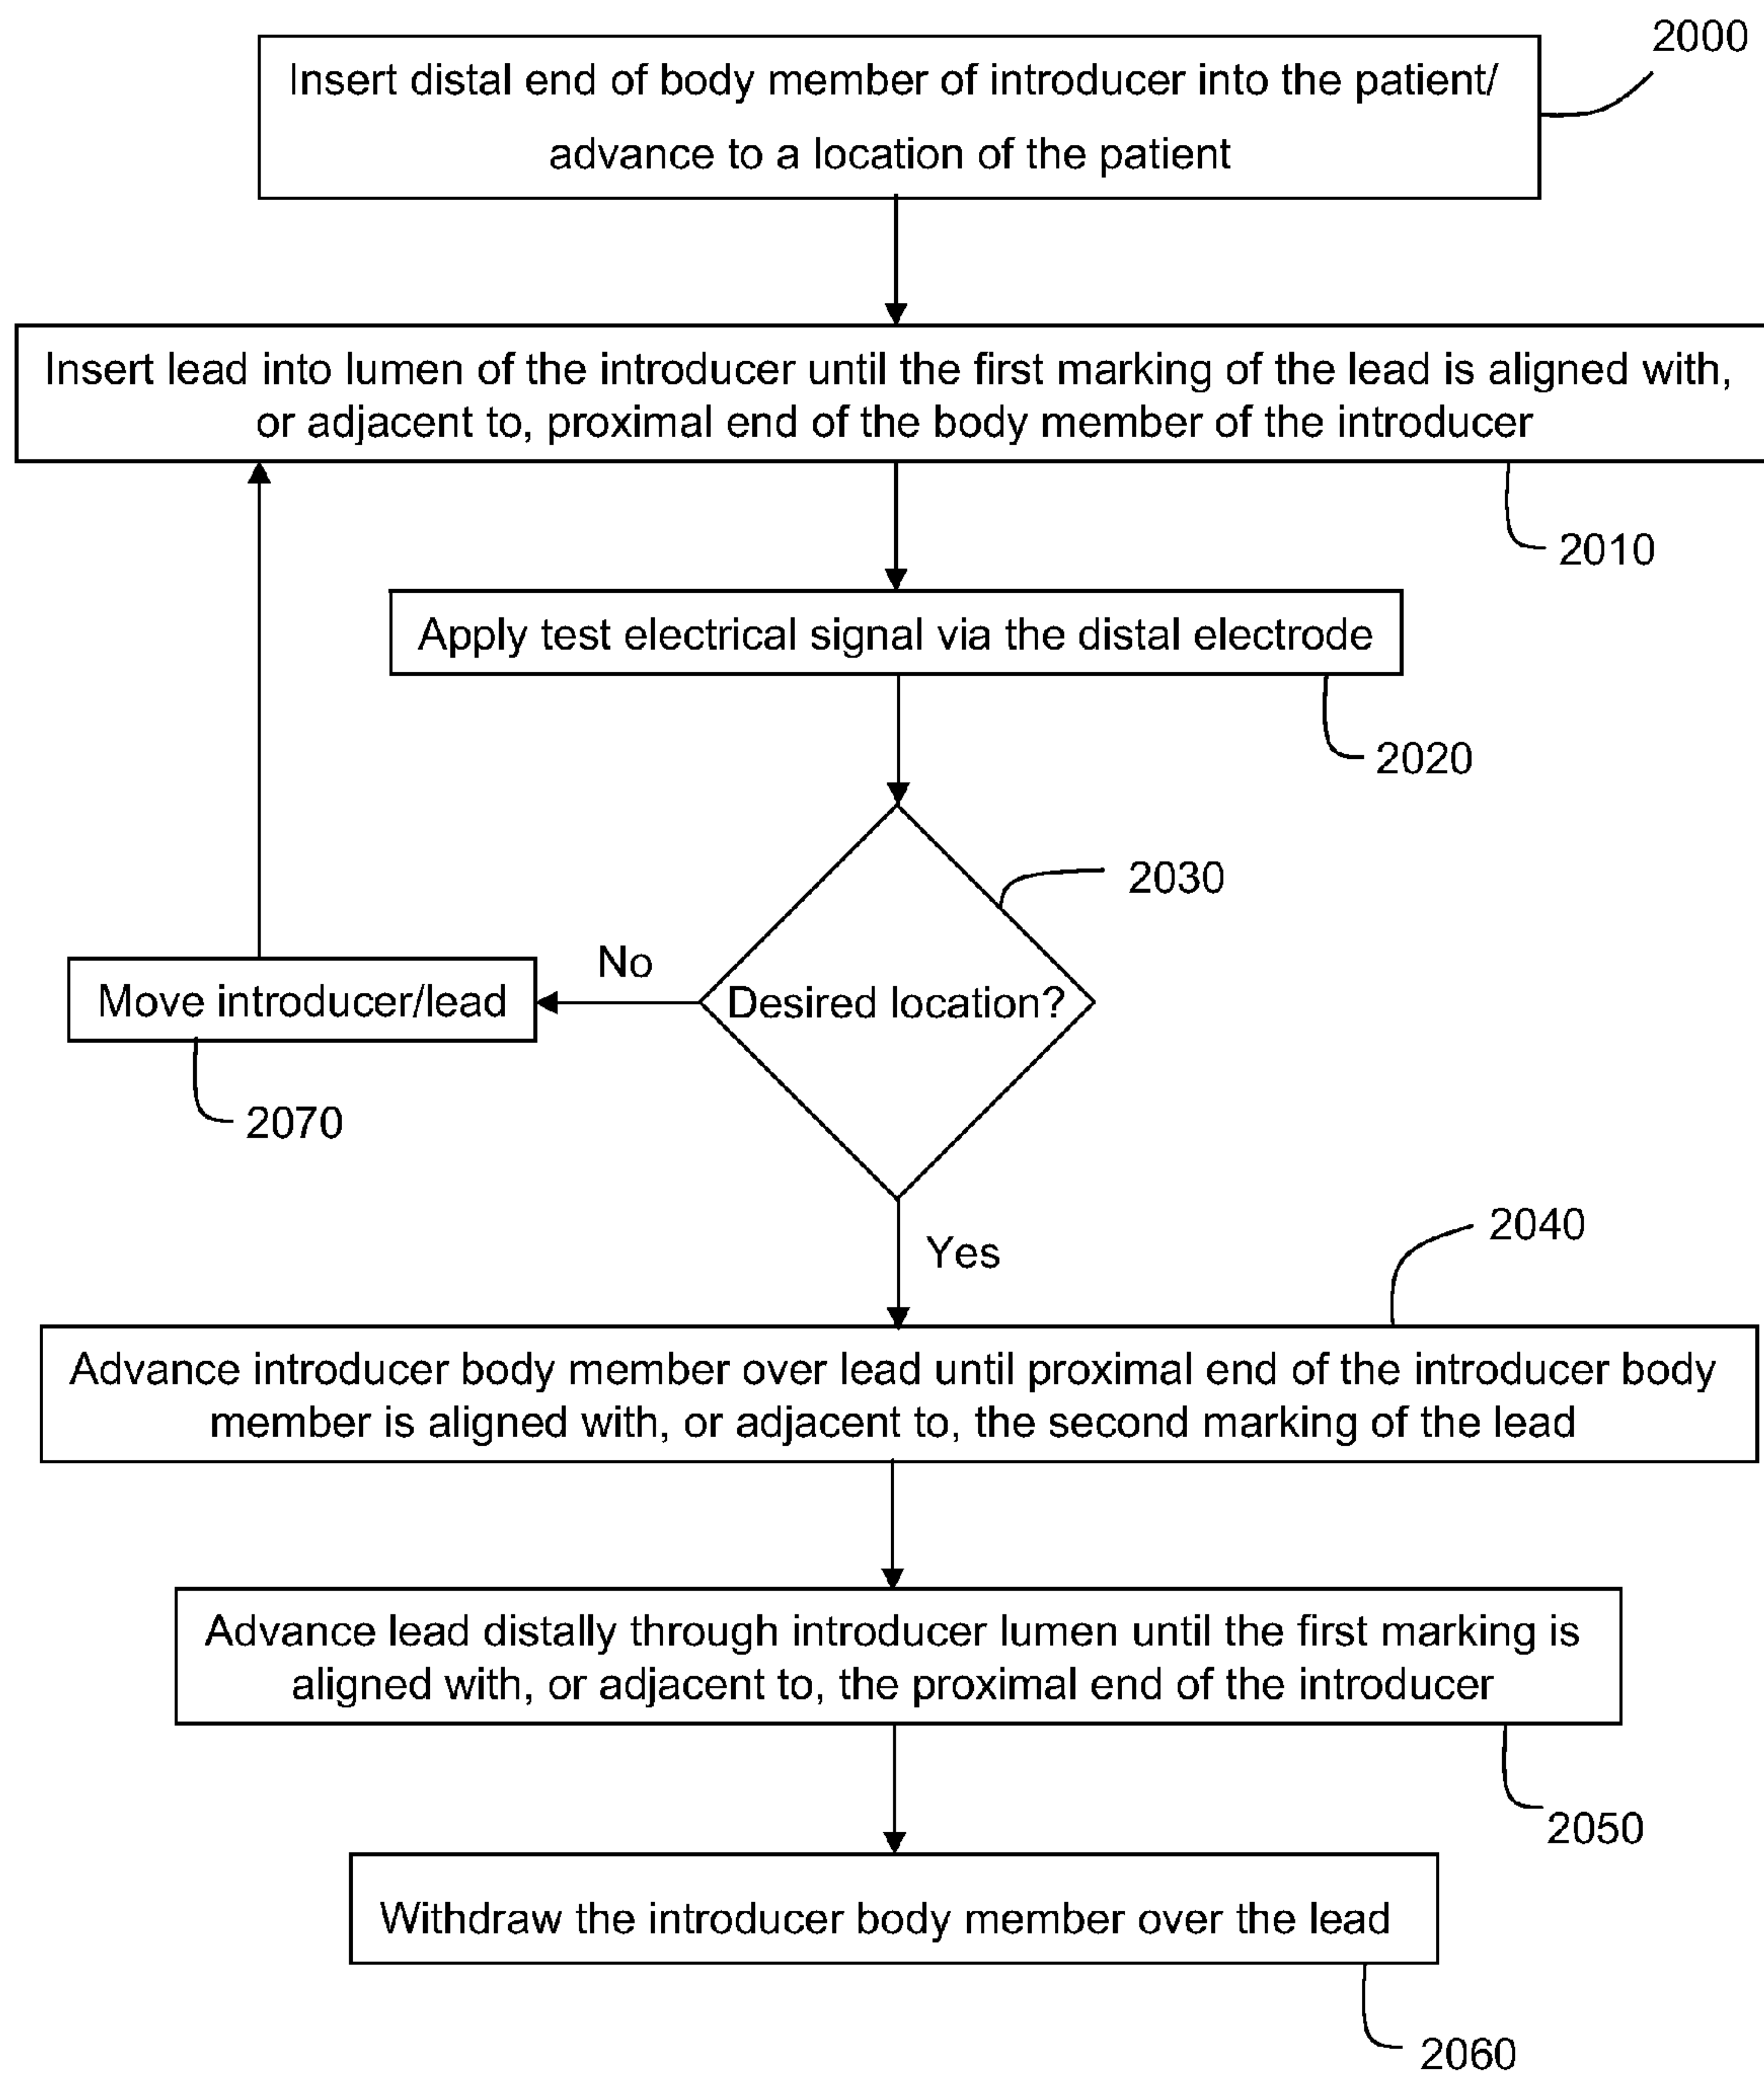 2000
Insert distal end of body member of introducer into the patient/
advance to a location of the patient
Insert lead into lumen of the introducer until the first marking of the lead is aligned with,
or adjacent to, proximal end of the body member of the introducer
2010
Apply test electrical signal via the distal electrode
2020
2030
Desired location?
No
Move introducer/lead
2070
Yes
2040
Advance introducer body member over lead until proximal end of the introducer body
member is aligned with, or adjacent to, the second marking of the lead
Advance lead distally through introducer lumen until the first marking is
aligned with, or adjacent to, the proximal end of the introducer
2050
Withdraw the introducer body member over the lead
2060